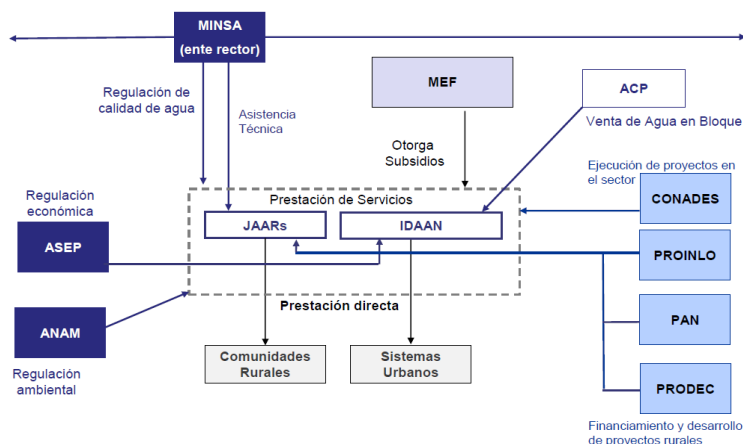 MINSA
(ente rector)
Regulación de
calidad de agua
Asistencia
Técnica
MEF
ACP
Venta de Agua en Bloque
Otorga
Subsidios
Ejecución de proyectos en
el sector
Regulación
económica
Prestación de Servicios
CONADES
JAARs
IDAAN
ASEP
PROINLO
Prestación directa
ANAM
PAN
Comunidades
Rurales
Sistemas
Urbanos
Regulación
ambiental
PRODEC
Financiamiento y desarrollo
de proyectos rurales